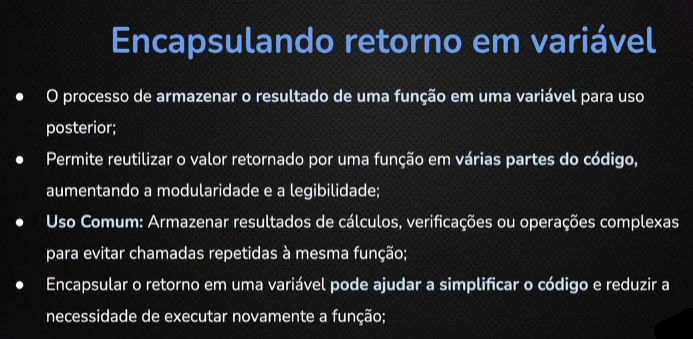 Encapsulando retorno em variável
● O processo de armazenar o resultado de uma função em uma variável para uso
posterior;
● Permite reutilizar o valor retornado por uma função em várias partes do código,
aumentando a modularidade e a legibilidade;
● Uso Comum: Armazenar resultados de cálculos, verificações ou operações complexas
para evitar chamadas repetidas à mesma função;
● Encapsular o retorno em uma variável pode ajudar a simplificar o código e reduzir a
necessidade de executar novamente a função;